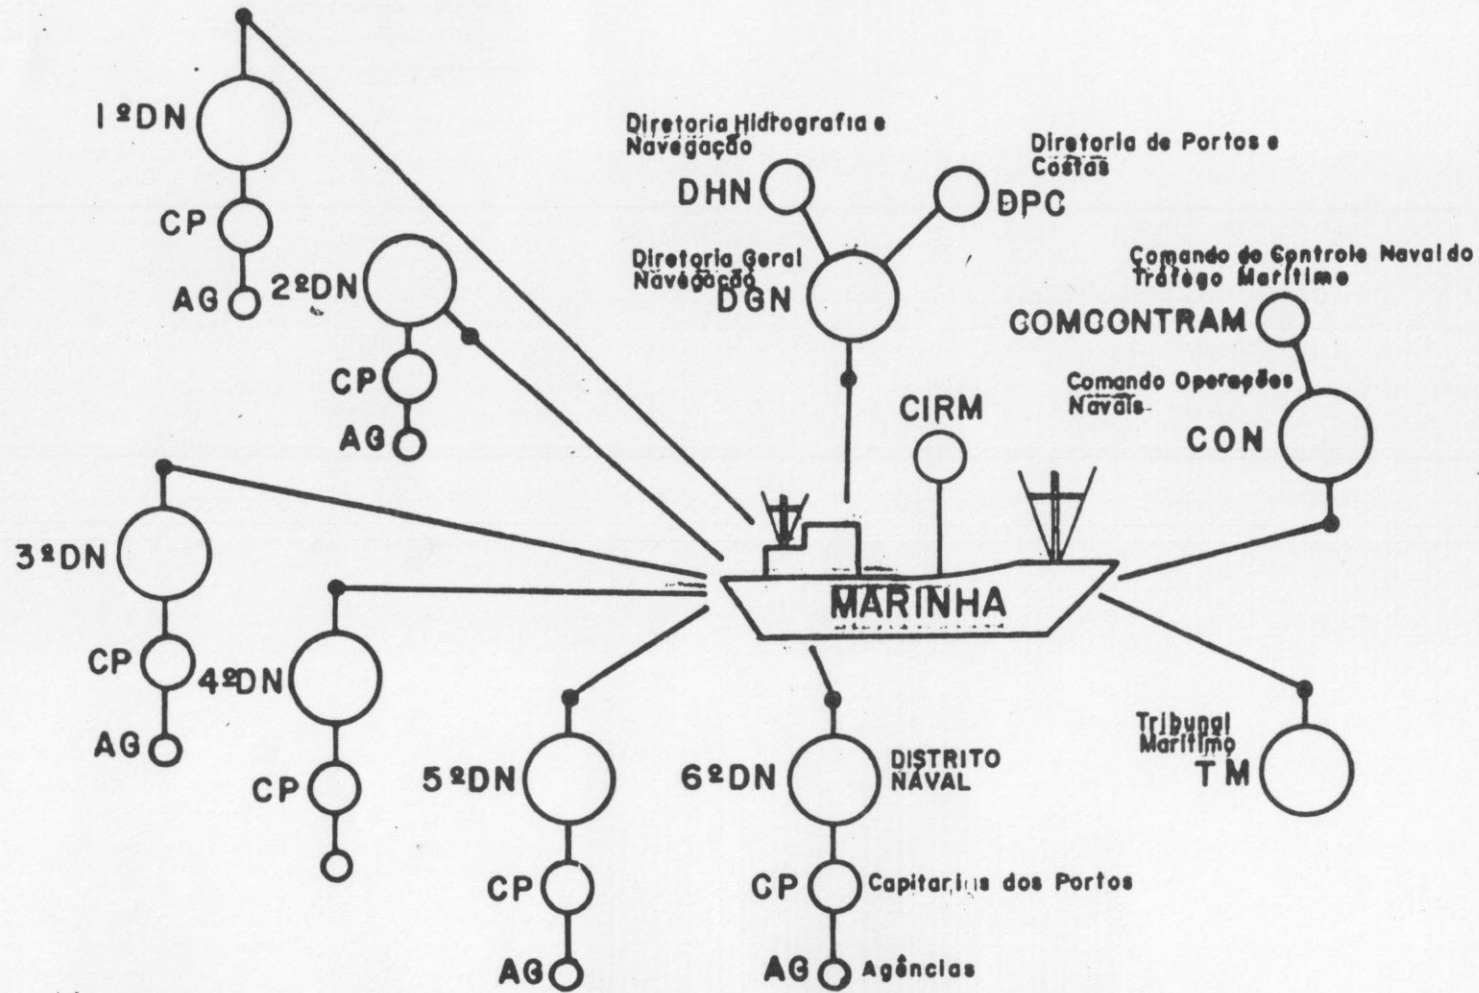 1ºDN
CP
AG
2ºDN
CP
AG
3ºDN
CP
AG
4ºDN
CP
5ºDN
CP
AG
6ºDN
DISTRITO
NAVAL
CP
Capitarias dos Portos
AG
Agências
Diretoria Hidrografia e
Navegação
DHN
Diretoria de Portos e
Costas
DPC
Diretoria Geral
Navegação
DGN
CIRM
Comando do Controle Naval do
Tráfego Marítimo
COMCONTRAM
Comando Operações
Navais
CON
MARINHA
Tribunal
Marítimo
TM